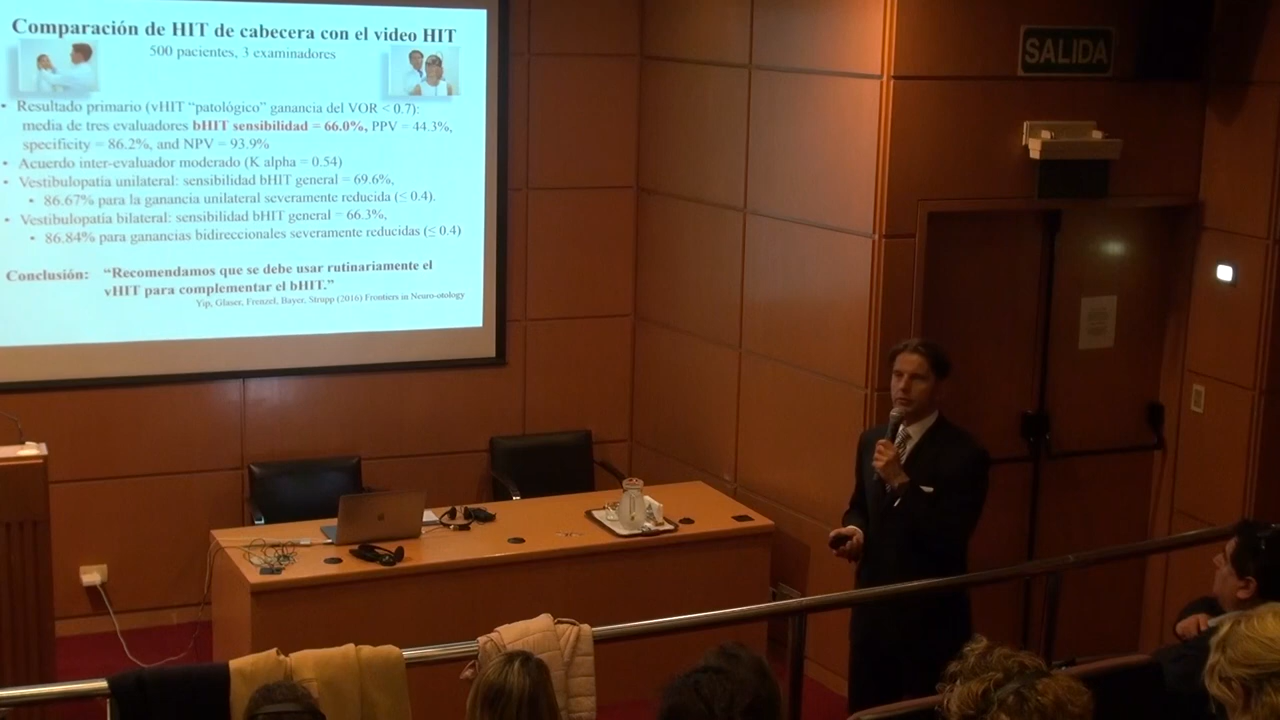 Comparación de HIT de cabecera con el video HIT
500 pacientes, 3 examinadores
• Resultado primario (vHIT “patológico” ganancia del VOR < 0.7):
media de tres evaluadores bHIT sensibilidad = 66.0%, PPV = 44.3%,
specificity = 86.2%, and NPV = 93.9%
• Acuerdo inter-evaluador moderado (K alpha = 0.54)
• Vestibulopatía unilateral: sensibilidad bHIT general = 69.6%,
• 86.67% para la ganancia unilateral severamente reducida (≤ 0.4).
• Vestibulopatía bilateral: sensibilidad bHIT general = 66.3%,
• 86.84% para ganancias bidireccionales severamente reducidas (≤ 0.4)
Conclusión: “Recomendamos que se debe usar rutinariamente el
vHIT para complementar el bHIT.”
Yip, Glaser, Frenzel, Bayer, Strupp (2016) Frontiers in Neuro-otology
SALIDA